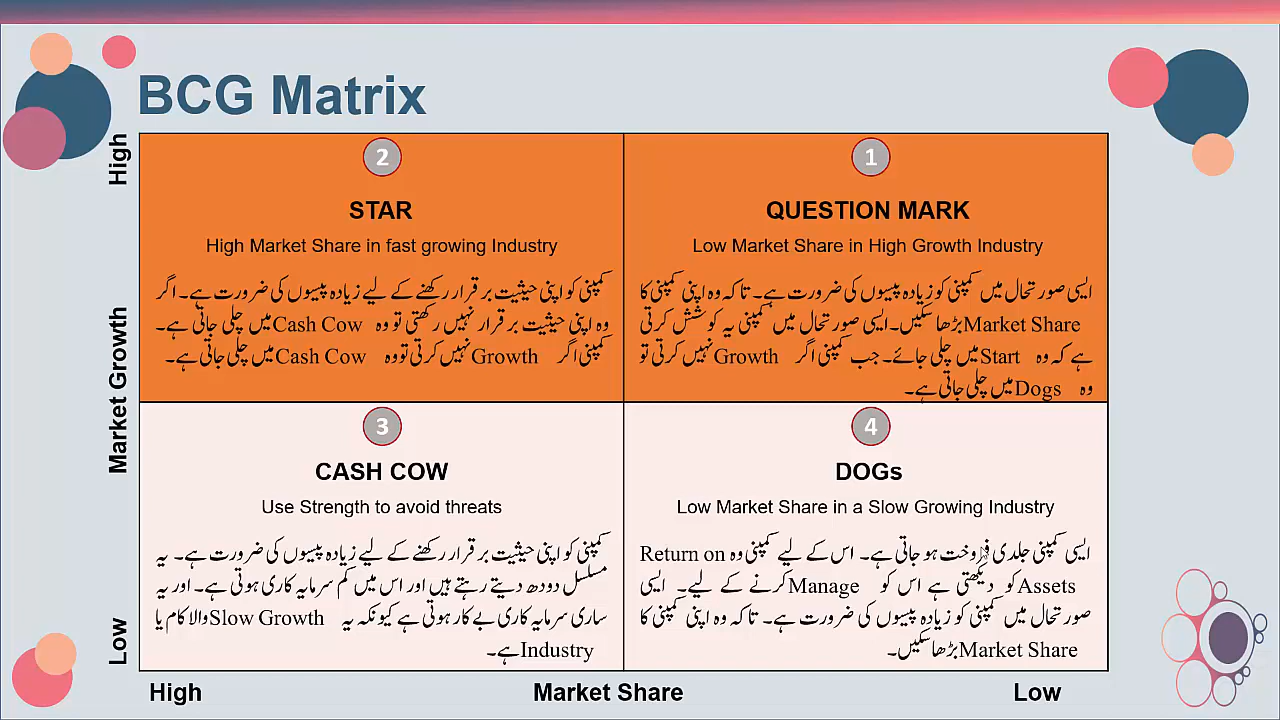 BCG Matrix
High
Market Growth
Low
2
STAR
High Market Share in fast growing Industry
کمپنی کو اپنی حیثیت برقرار رکھنے کے لیے زیادہ پیسوں کی ضرورت ہے۔ اگر
وہ اپنی حیثیت برقرار نہیں رکھتی تو وہ Cash Cow میں چلی جاتی ہے۔
کمپنی اگر Growth نہیں کرتی تو وہ Cash Cow میں چلی جاتی ہے۔
1
QUESTION MARK
Low Market Share in High Growth Industry
ایسی صورتحال میں کمپنی کو زیادہ پیسوں کی ضرورت ہے۔ تاکہ وہ اپنی کمپنی کا
Market Share بڑھا سکیں۔ ایسی صورتحال میں کمپنی یہ کوشش کرتی
ہے کہ وہ Start میں چلی جائے۔ جب کمپنی اگر Growth نہیں کرتی تو
وہ Dogs میں چلی جاتی ہے۔
3
CASH COW
Use Strength to avoid threats
کمپنی کو اپنی حیثیت برقرار رکھنے کے لیے زیادہ پیسوں کی ضرورت ہے۔ یہ
مسلسل دودھ دیتے رہتے ہیں اور اس میں کم سرمایہ کاری ہوتی ہے۔ اور یہ
ساری سرمایہ کاری بے کار ہوتی ہے کیونکہ یہ Slow Growth والا کام یا
Industry ہے۔
4
DOGs
Low Market Share in a Slow Growing Industry
ایسی کمپنی جلدی فروخت ہو جاتی ہے۔ اس کے لیے کمپنی وہ Return on
Assets کو دیکھتی ہے اس کو Manage کرنے کے لیے۔ ایسی
صورتحال میں کمپنی کو زیادہ پیسوں کی ضرورت ہے۔ تاکہ وہ اپنی کمپنی کا
Market Share بڑھا سکیں۔
High
Market Share
Low